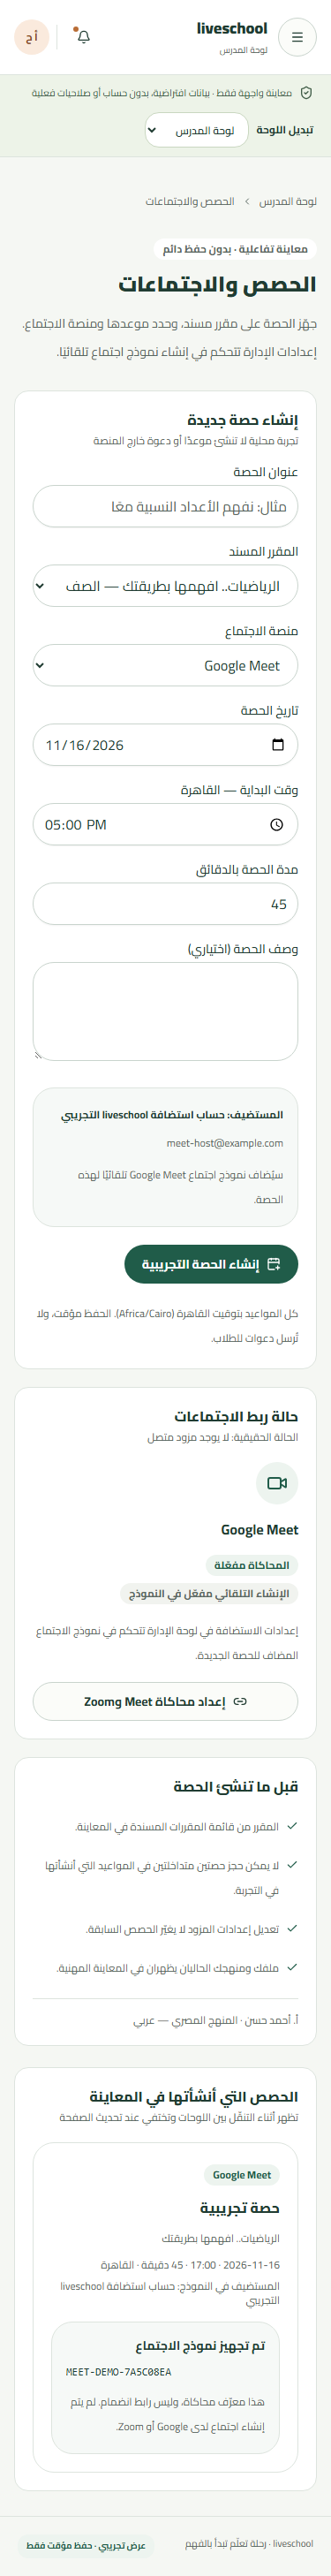 liveschool
لوحة المدرس
أ ح
معاينة واجهة فقط · بيانات افتراضية، بدون حساب أو صلاحيات فعلية
تبديل اللوحة
لوحة المدرس
لوحة المدرس › الحصص والاجتماعات
معاينة تفاعلية · بدون حفظ دائم
الحصص والاجتماعات
جهّز الحصة على مقرر مسند، وحدد موعدها ومنصة الاجتماع.
إعدادات الإدارة تتحكم في إنشاء نموذج اجتماع تلقائيًا.
إنشاء حصة جديدة
تجربة محلية لا تنشئ موعدًا أو دعوة خارج المنصة
عنوان الحصة
مثال: نفهم الأعداد النسبية معًا
المقرر المسند
الرياضيات.. افهمها بطريقتك — الصف
منصة الاجتماع
Google Meet
تاريخ الحصة
11/16/2026
وقت البداية — القاهرة
05:00 PM
مدة الحصة بالدقائق
45
وصف الحصة (اختياري)
المستضيف: حساب استضافة liveschool التجريبي
meet-host@example.com
سيُضاف نموذج اجتماع Google Meet تلقائيًا لهذه
الحصة.
إنشاء الحصة التجريبية
كل المواعيد بتوقيت القاهرة (Africa/Cairo). الحفظ مؤقت، ولا
تُرسل دعوات للطلاب.
حالة ربط الاجتماعات
الحالة الحقيقية: لا يوجد مزود متصل
Google Meet
المحاكاة مفعّلة
الإنشاء التلقائي مفعّل في النموذج
إعدادات الاستضافة في لوحة الإدارة تتحكم في نموذج الاجتماع
المضاف للحصة الجديدة.
إعداد محاكاة Meet وZoom
قبل ما تنشئ الحصة
المقرر من قائمة المقررات المسندة في المعاينة.
لا يمكن حجز حصتين متداخلتين في المواعيد التي أنشأتها
في التجربة.
تعديل إعدادات المزود لا يغيّر الحصص السابقة.
ملفك ومنهجك الحاليان يظهران في المعاينة المهنية.
أ. أحمد حسن · المنهج المصري — عربي
الحصص التي أنشأتها في المعاينة
تظهر أثناء التنقّل بين اللوحات وتختفي عند تحديث الصفحة
Google Meet
حصة تجريبية
الرياضيات.. افهمها بطريقتك
2026-11-16 · 17:00 · 45 دقيقة · القاهرة
المستضيف في النموذج: حساب استضافة liveschool
التجريبي
تم تجهيز نموذج الاجتماع
MEET-DEMO-7A5C08EA
هذا معرّف محاكاة، وليس رابط انضمام. لم يتم
إنشاء اجتماع لدى Google أو Zoom.
liveschool · رحلة تعلّم تبدأ بالفهم
عرض تجريبي · حفظ مؤقت فقط